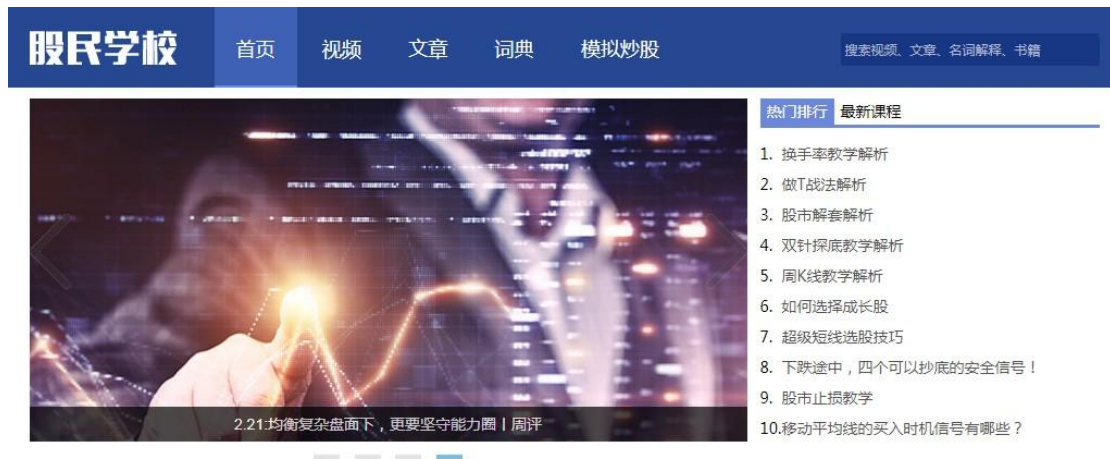 股民学校
首页 视频 文章 词典 模拟炒股
搜索视频、文章、名词解释、书籍
热门排行 最新课程
1. 换手率教学解析
2. 做T战法解析
3. 股市解套解析
4. 双针探底教学解析
5. 周K线教学解析
6. 如何选择成长股
7. 超级短线选股技巧
8. 下跌途中，四个可以抄底的安全信号！
9. 股市止损教学
10.移动平均线的买入时机信号有哪些？
2.21:均衡复杂盘面下，更要坚守能力圈丨周评